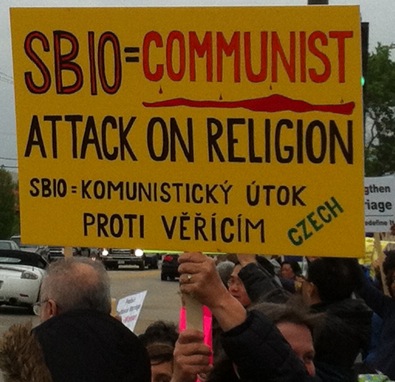 SB10=COMMUNIST
ATTACK ON RELIGION
SB10=KOMUNISTICKÝ ÚTOK
PROTI VĚŘÍCÍM
CZECH